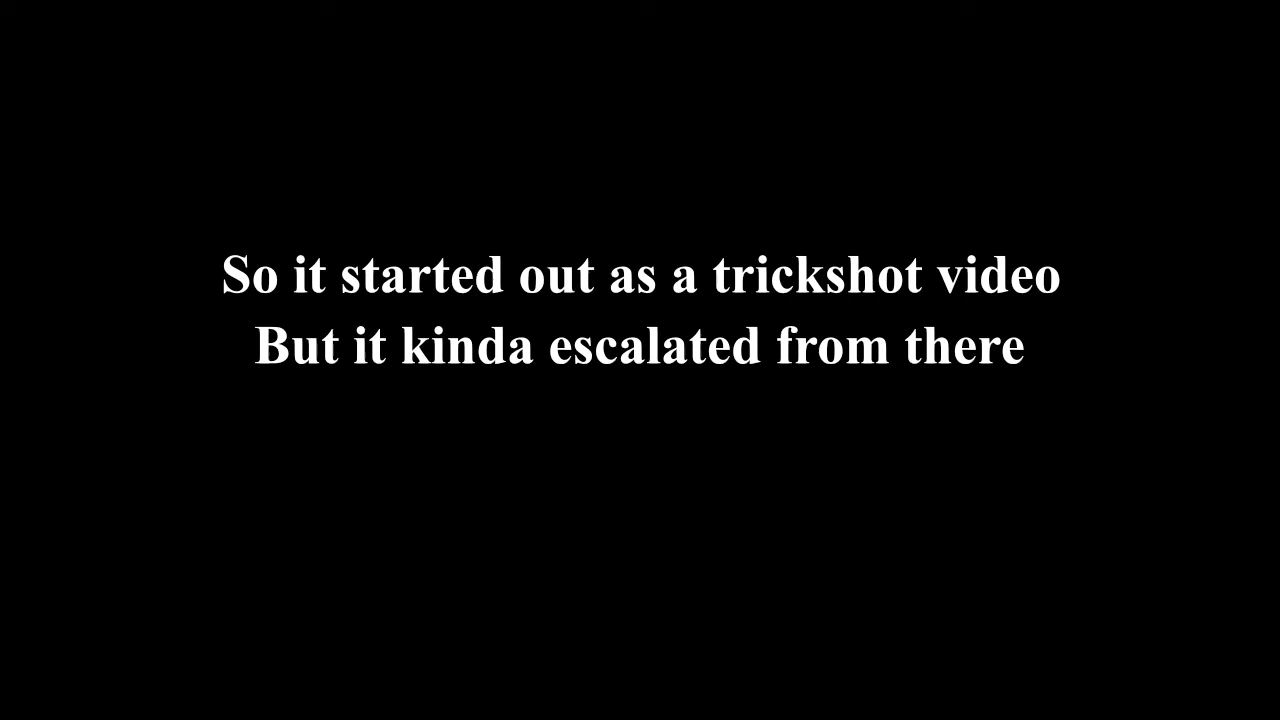 So it started out as a trickshot video
But it kinda escalated from there